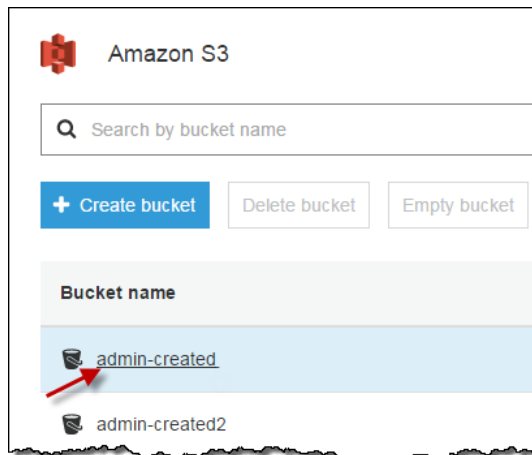 Amazon S3
Search by bucket name
+ Create bucket Delete bucket Empty bucket
Bucket name
admin-created
admin-created2